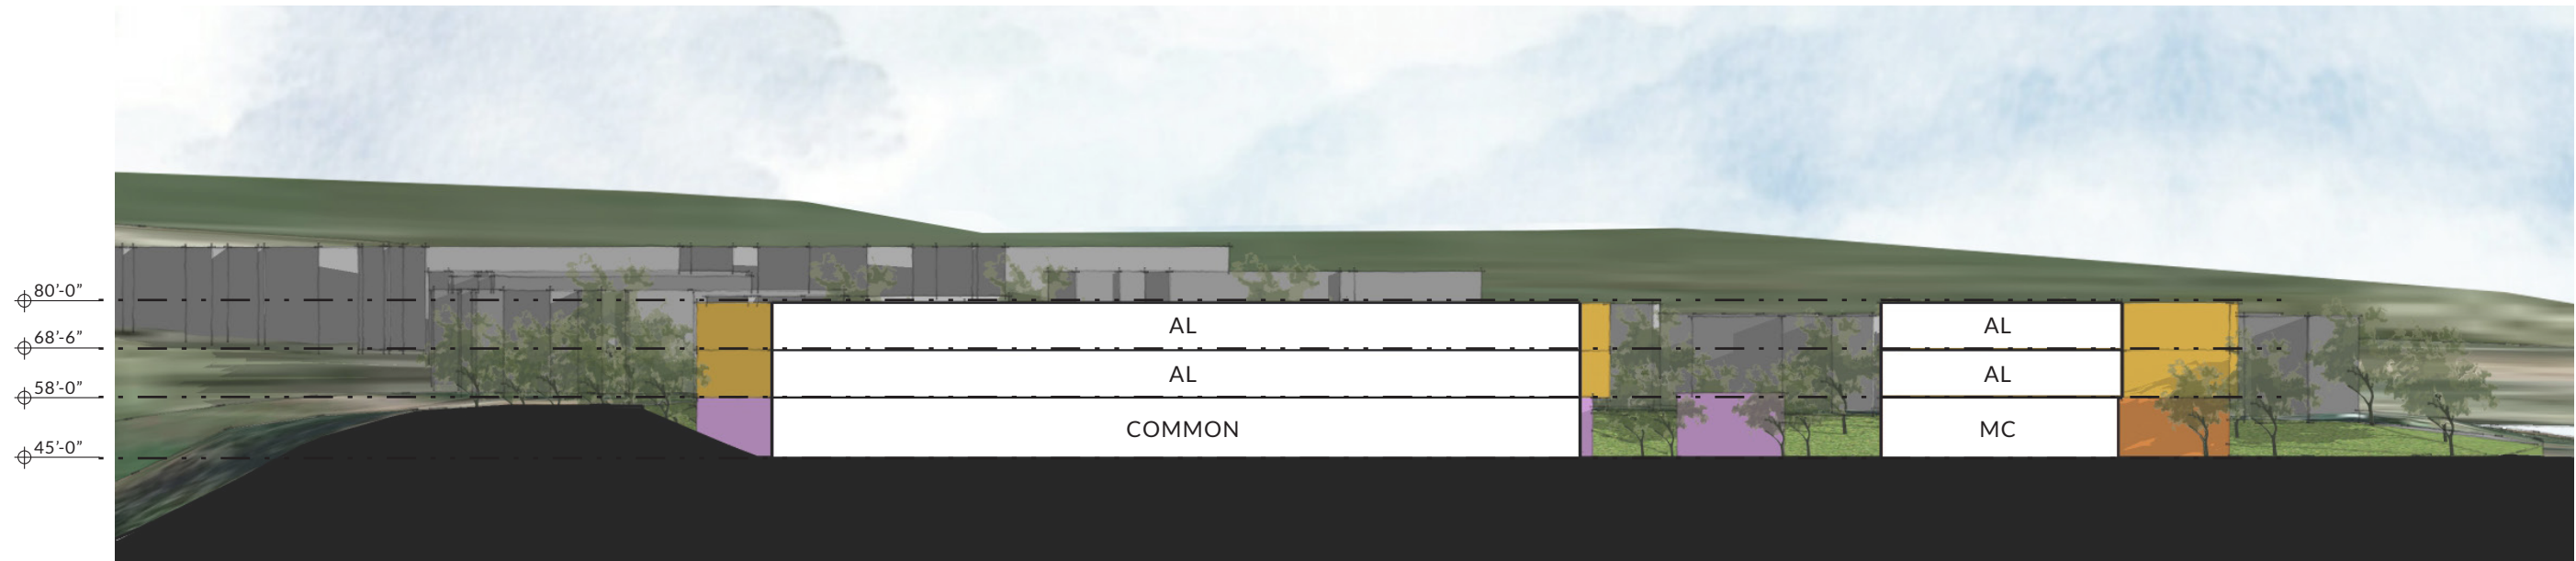 80’-0”
68’-6”
58’-0”
45’-0”
AL
AL
AL
AL
COMMON
MC